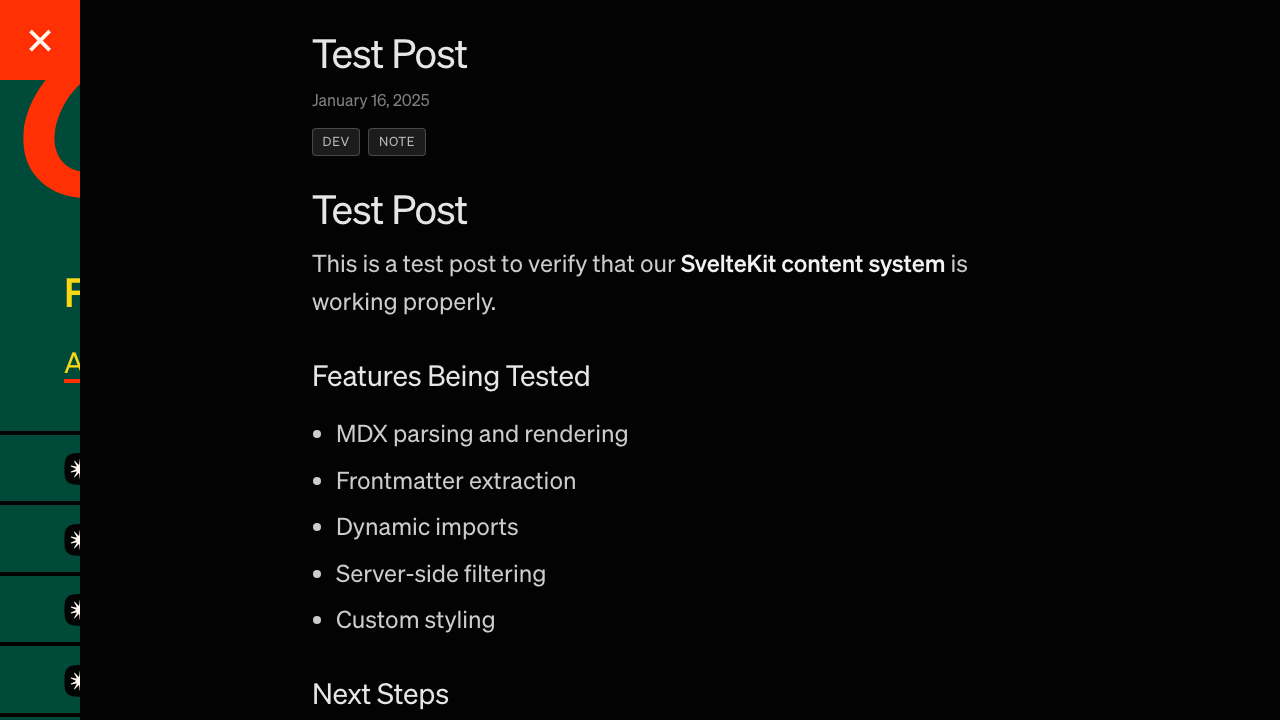 Test Post
January 16, 2025
DEV NOTE
Test Post
This is a test post to verify that our SvelteKit content system is
working properly.
Features Being Tested
MDX parsing and rendering
Frontmatter extraction
Dynamic imports
Server-side filtering
Custom styling
Next Steps